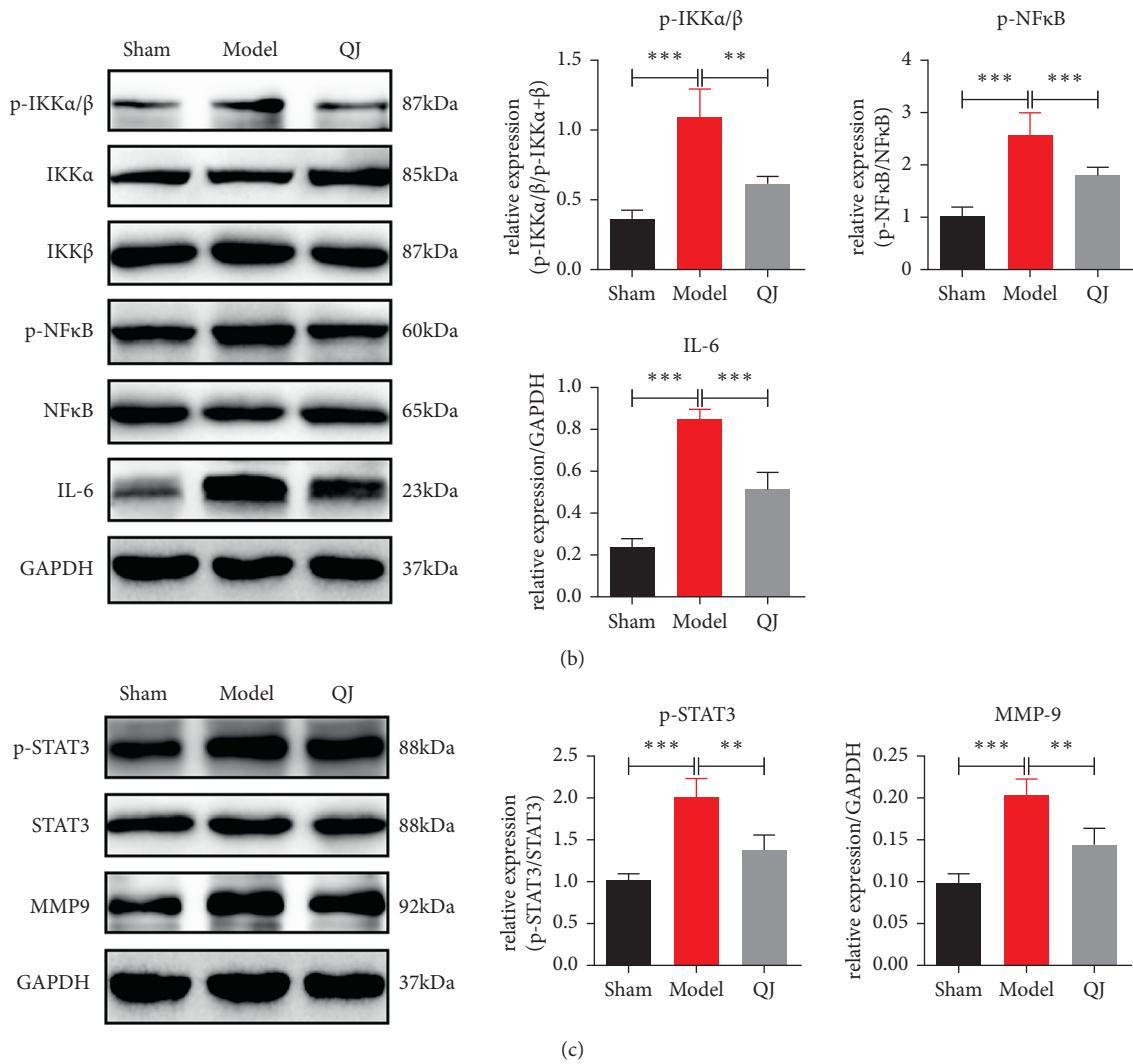 Sham Model QJ
p-IKKα/β 87kDa
IKKα 85kDa
IKKβ 87kDa
p-NFκB 60kDa
NFκB 65kDa
IL-6 23kDa
GAPDH 37kDa
p-IKKα/β
relative expression
(p-IKKα/β/p-IKKα+β)
1.5
1.0
0.5
0.0
*** **
Sham Model QJ
p-NFκB
relative expression
(p-NFκB/NFκB)
4
3
2
1
0
*** ***
Sham Model QJ
IL-6
relative expression/GAPDH
1.0
0.8
0.6
0.4
0.2
0.0
*** ***
Sham Model QJ
(b)
Sham Model QJ
p-STAT3 88kDa
STAT3 88kDa
MMP9 92kDa
GAPDH 37kDa
p-STAT3
relative expression
(p-STAT3/STAT3)
2.5
2.0
1.5
1.0
0.5
0.0
*** **
Sham Model QJ
MMP-9
relative expression/GAPDH
0.25
0.20
0.15
0.10
0.05
0.00
*** **
Sham Model QJ
(c)